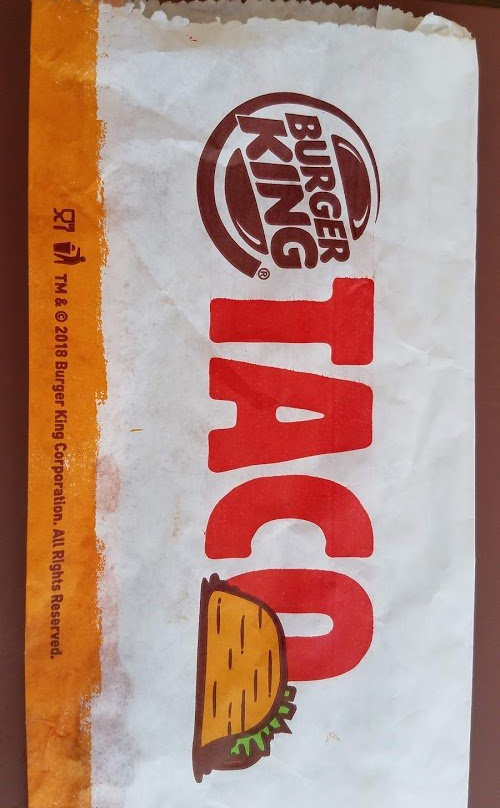 BURGER
KING®
TACO
TM & © 2018 Burger King Corporation. All Rights Reserved.